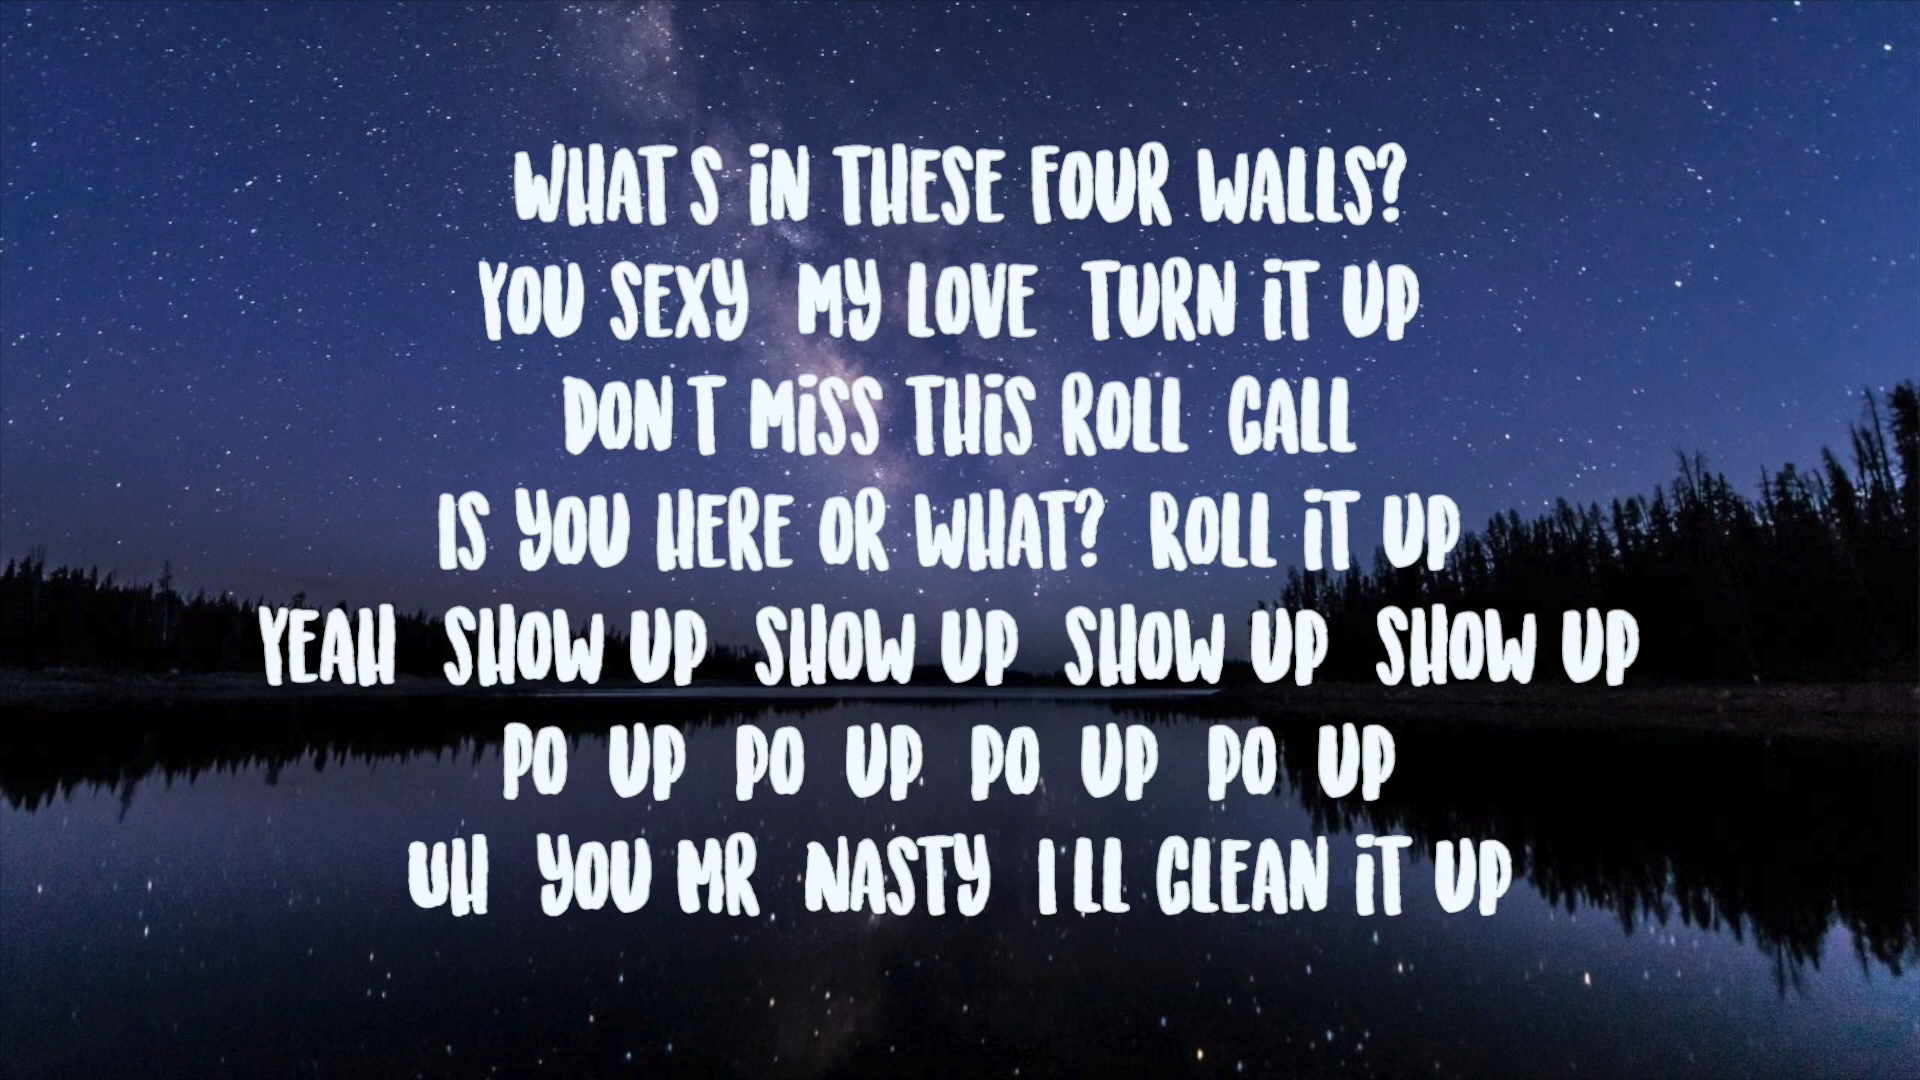 WHAT S iN THESE FOUR WALLS?
YOU SEXY MY LOVE TURN iT UP
DON T MiSS THiS ROLL CALL
IS YOU HERE OR WHAT? ROLL iT UP
YEAH SHOW UP SHOW UP SHOW UP SHOW UP
PO UP PO UP PO UP PO UP
UH YOU MR NASTY I LL CLEAN iT UP